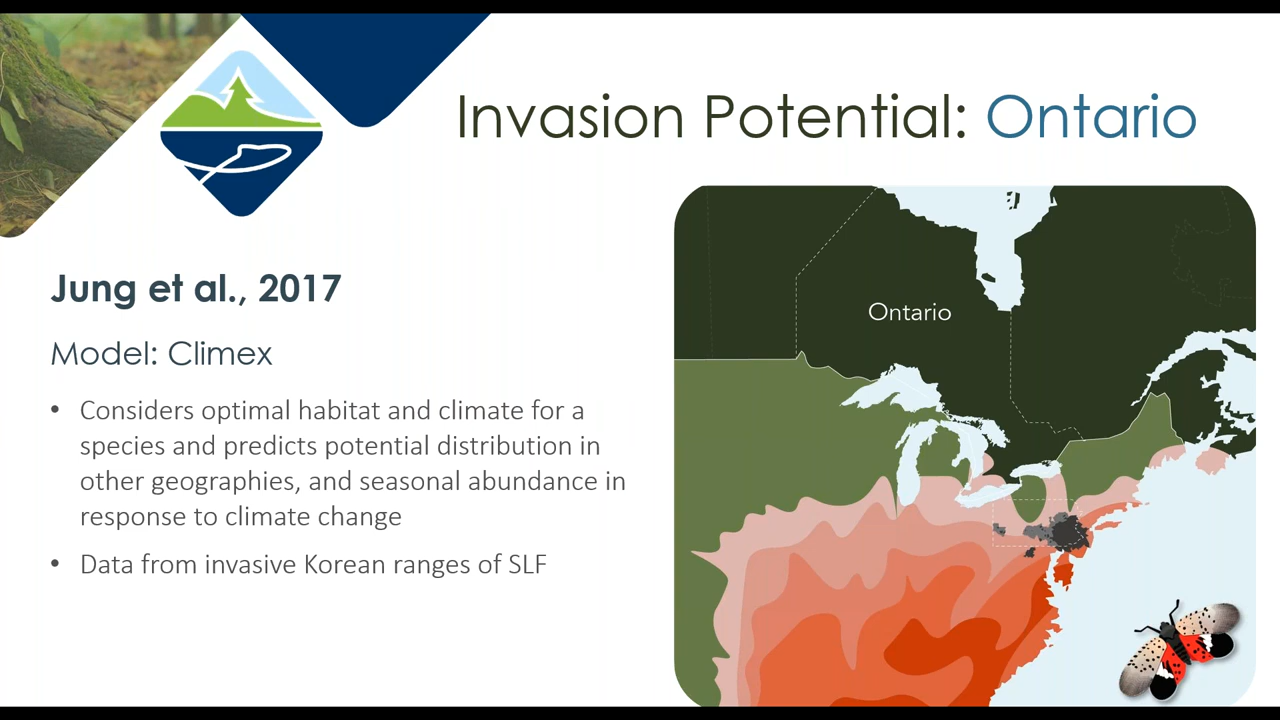 Invasion Potential: Ontario
Jung et al., 2017
Model: Climex
• Considers optimal habitat and climate for a
species and predicts potential distribution in
other geographies, and seasonal abundance in
response to climate change
• Data from invasive Korean ranges of SLF
Ontario